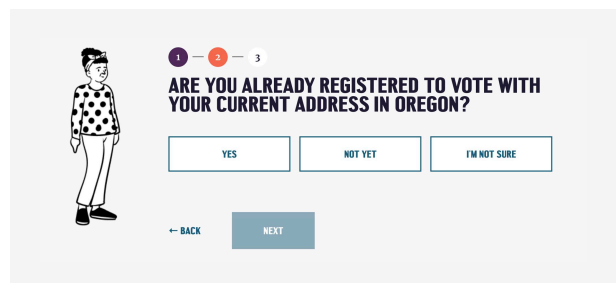 1 — 2 — 3
ARE YOU ALREADY REGISTERED TO VOTE WITH
YOUR CURRENT ADDRESS IN OREGON?
YES NOT YET I'M NOT SURE
← BACK NEXT